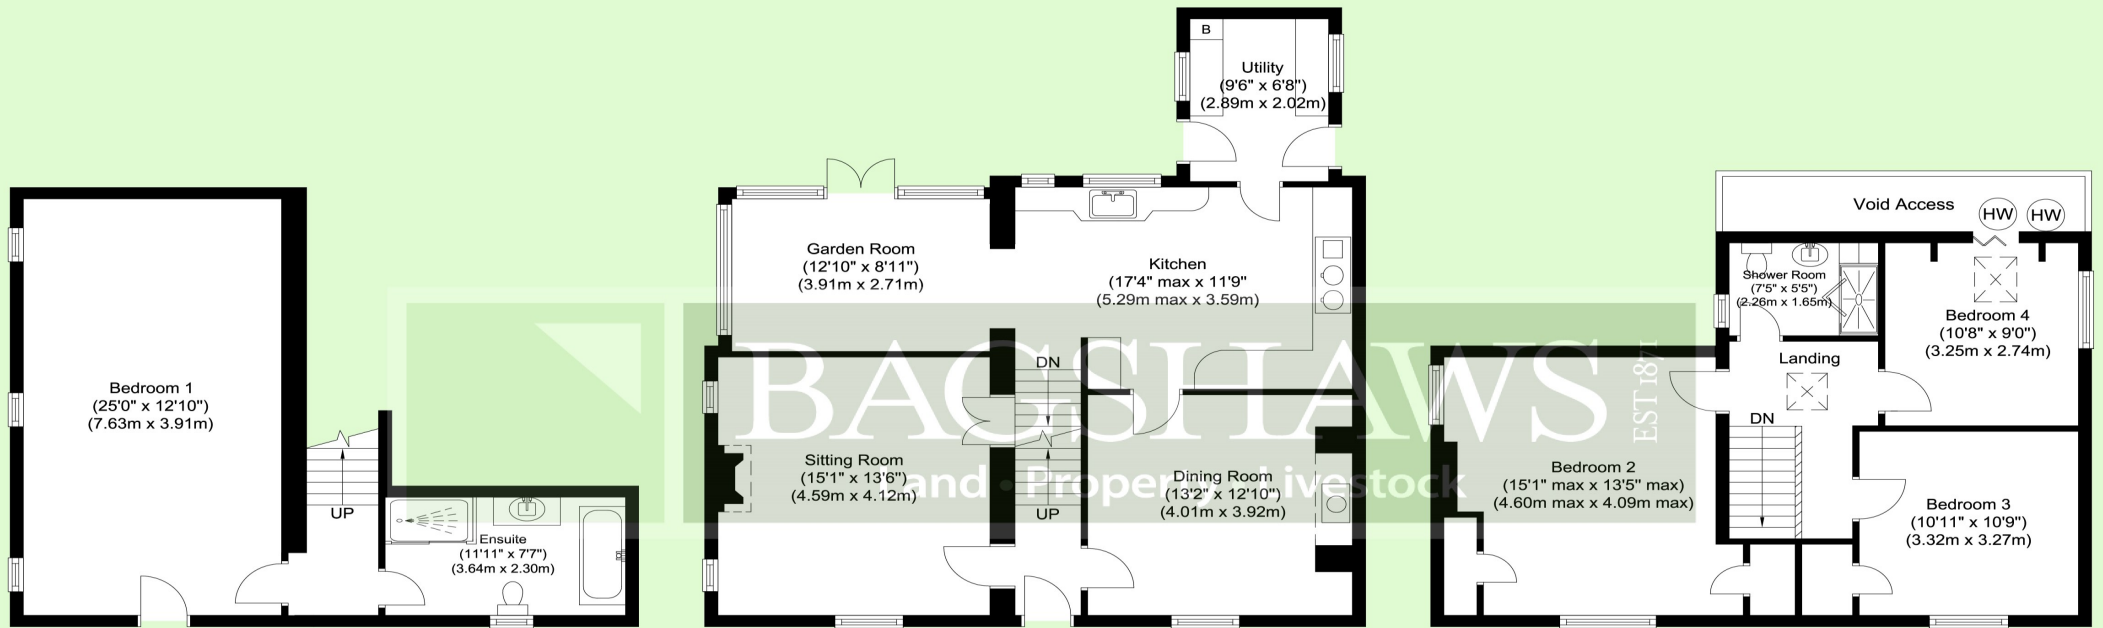 Bedroom 1
(25'0" x 12'10")
(7.63m x 3.91m)
UP
Ensuite
(11'11" x 7'7")
(3.64m x 2.30m)
B
Utility
(9'6" x 6'8")
(2.89m x 2.02m)
Garden Room
(12'10" x 8'11")
(3.91m x 2.71m)
Kitchen
(17'4" max x 11'9"
(5.29m max x 3.59m)
DN
Sitting Room
(15'1" x 13'6")
(4.59m x 4.12m)
UP
Dining Room
(13'2" x 12'10")
(4.01m x 3.92m)
BAGSHAWS
EST 1871
Land • Property • Livestock
Void Access
HW
HW
Shower Room
(7'5" x 5'5")
(2.26m x 1.65m)
Bedroom 4
(10'8" x 9'0")
(3.25m x 2.74m)
Landing
DN
Bedroom 2
(15'1" max x 13'5" max)
(4.60m max x 4.09m max)
Bedroom 3
(10'11" x 10'9")
(3.32m x 3.27m)